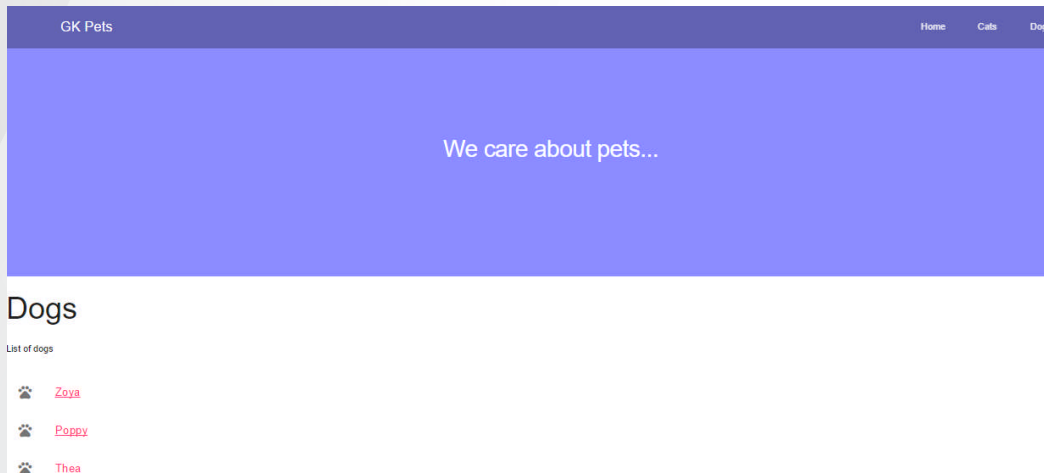 GK Pets
Home Cats
We care about pets...
Dogs
List of dogs
Zoya
Poppy
Thea